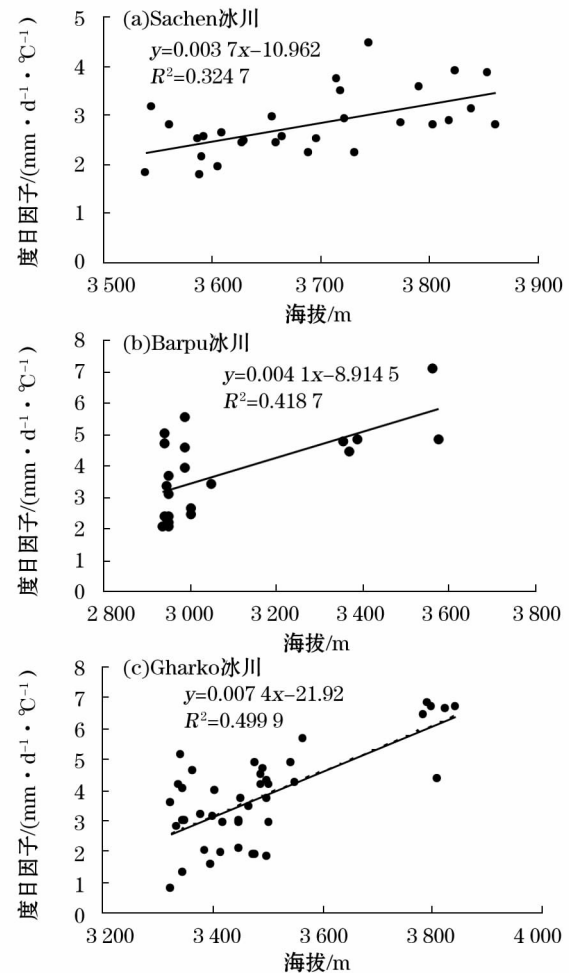 (a)Sachen冰川
y=0.003 7x−10.962
R²=0.324 7
度日因子/(mm·d⁻¹·℃⁻¹)
5
4
3
2
1
0
3 500 3 600 3 700 3 800 3 900
海拔/m
(b)Barpu冰川
y=0.004 1x−8.914 5
R²=0.418 7
度日因子/(mm·d⁻¹·℃⁻¹)
8
7
6
5
4
3
2
1
0
2 800 3 000 3 200 3 400 3 600 3 800
海拔/m
(c)Gharko冰川
y=0.007 4x−21.92
R²=0.499 9
度日因子/(mm·d⁻¹·℃⁻¹)
8
7
6
5
4
3
2
1
0
3 200 3 400 3 600 3 800 4 000
海拔/m